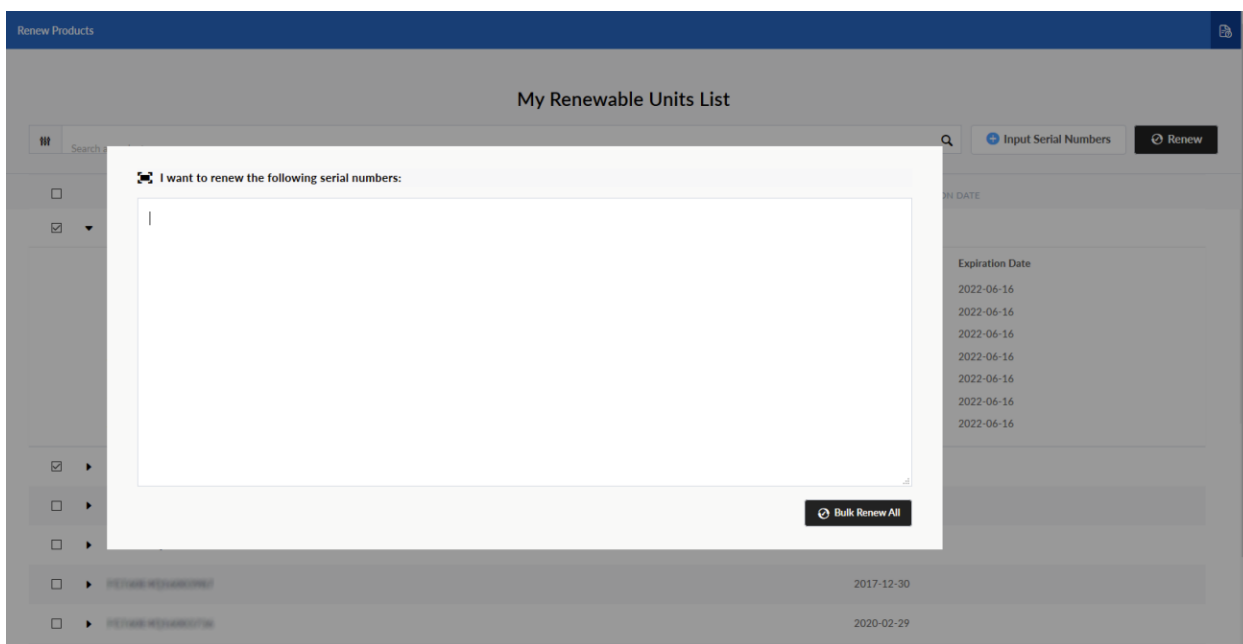 Renew Products
My Renewable Units List
Search a
Input Serial Numbers
Renew
I want to renew the following serial numbers:
ON DATE
Expiration Date
2022-06-16
2022-06-16
2022-06-16
2022-06-16
2022-06-16
2022-06-16
2022-06-16
Bulk Renew All
2017-12-30
2020-02-29